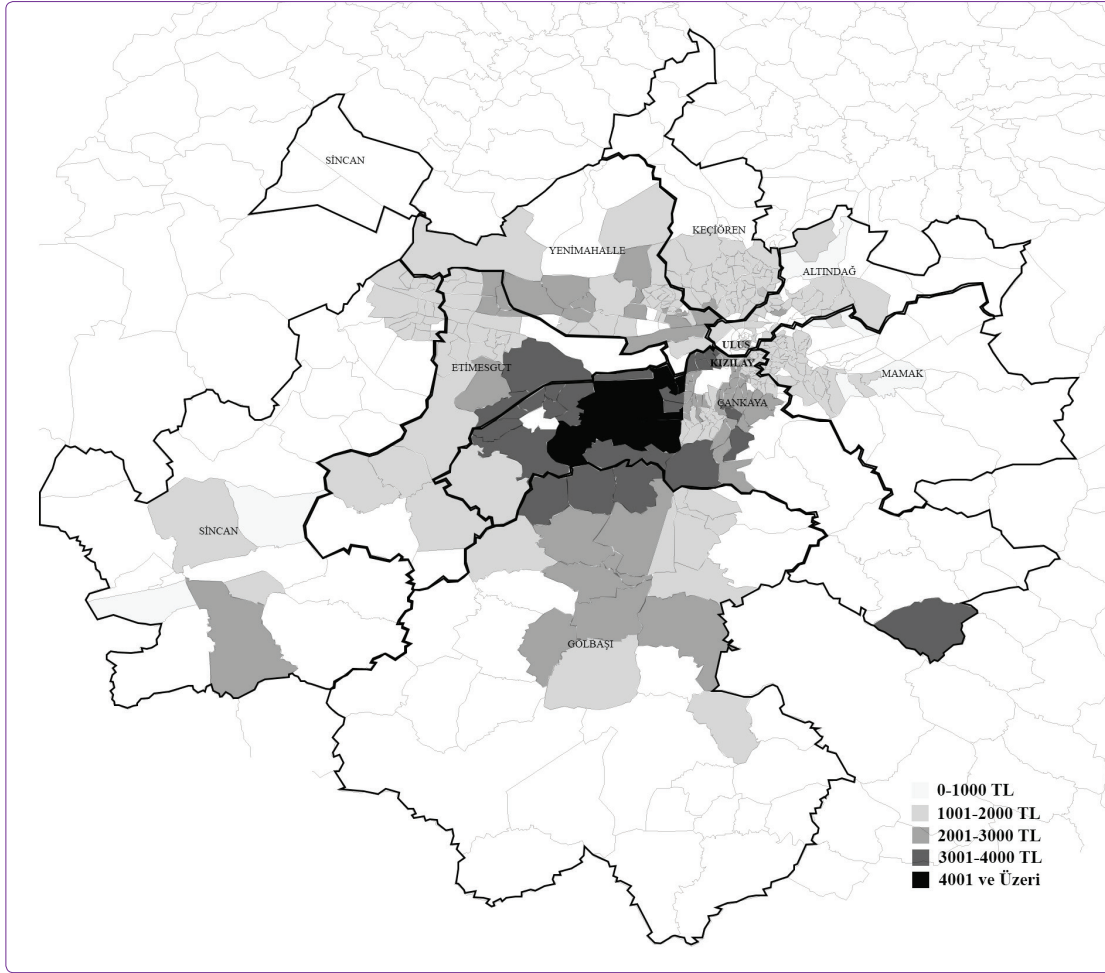 SİNCAN
KEÇİÖREN
YENİMAHALLE
ALTINDAĞ
ULUS
KIZILAY
ETİMESGUT
MAMAK
ÇANKAYA
SİNCAN
GÖLBAŞI
0-1000 TL
1001-2000 TL
2001-3000 TL
3001-4000 TL
4001 ve Üzeri